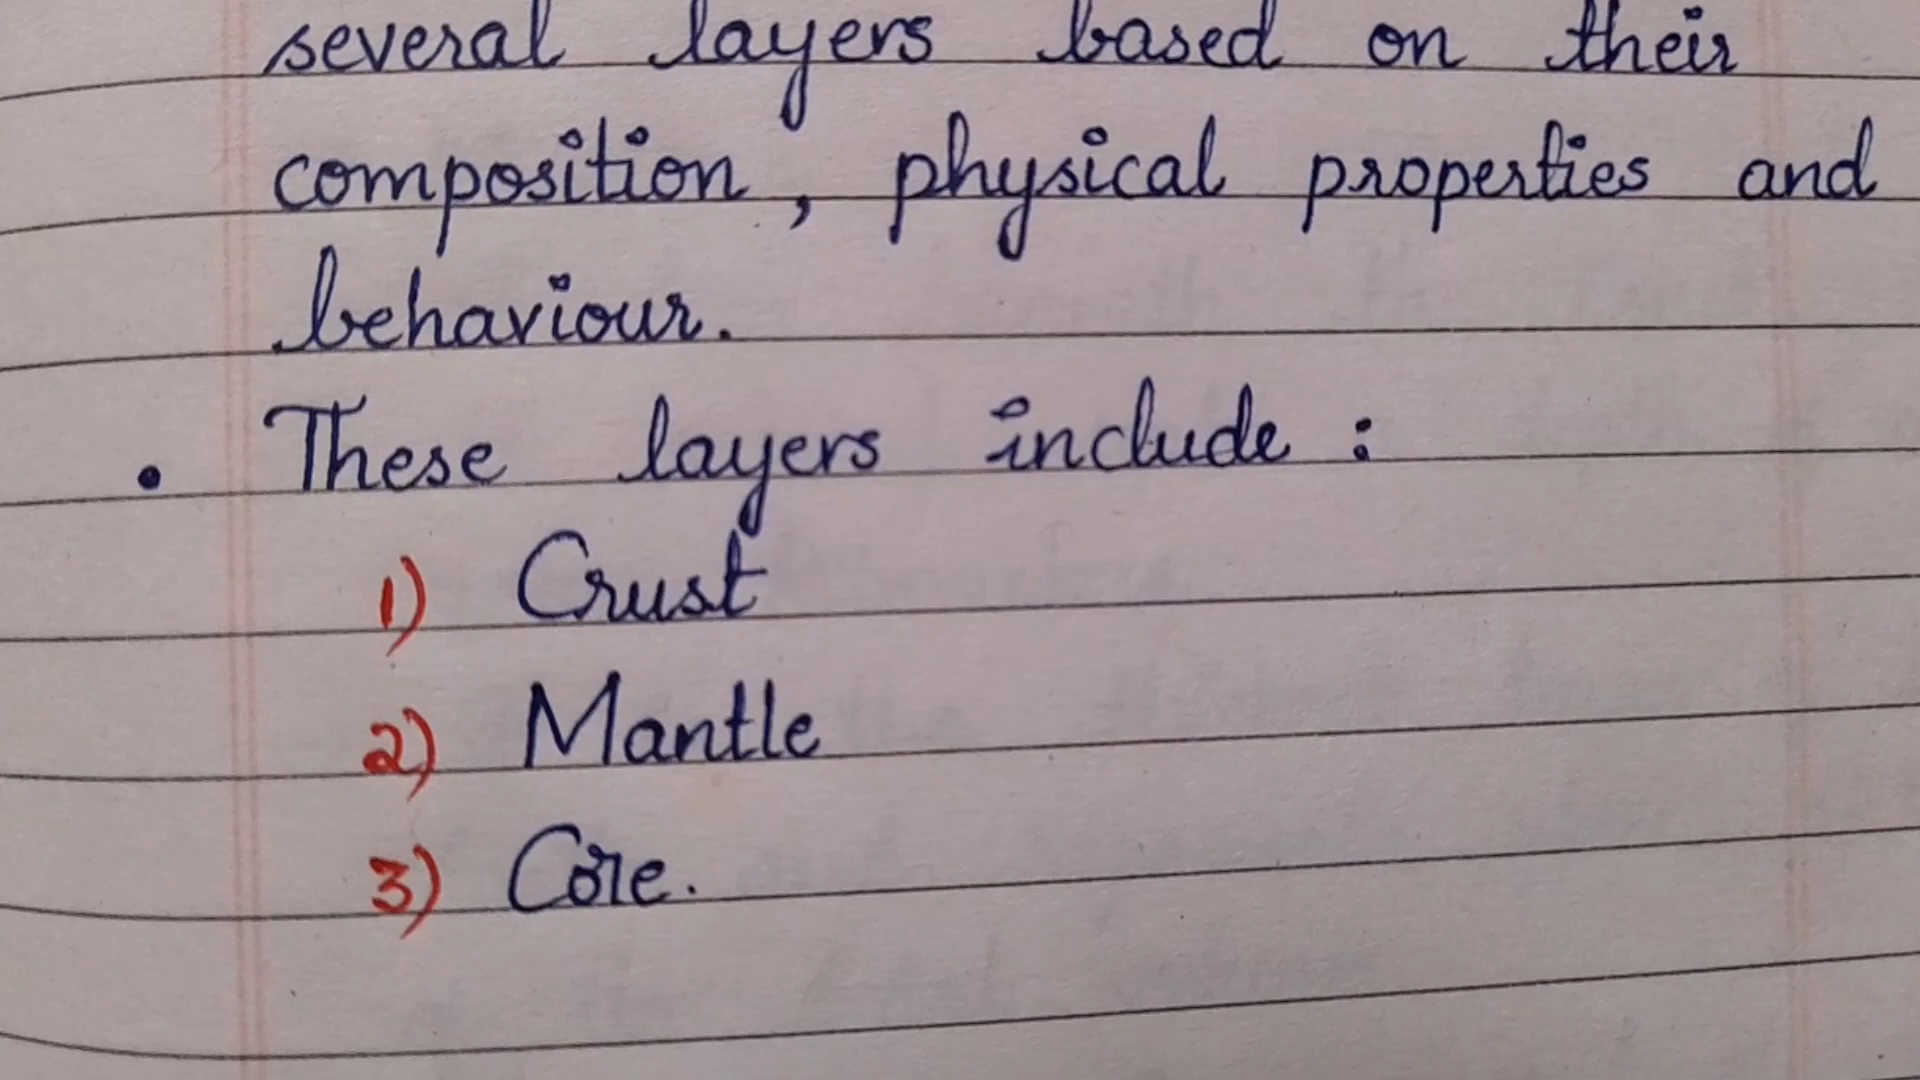 several layers based on their
composition, physical properties and
behaviour.
• These layers include :
1) Crust
2) Mantle
3) Core.